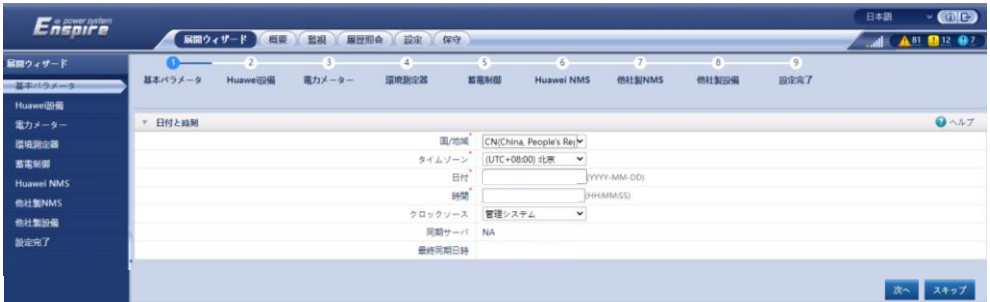 power system
Enspire
日本語
展開ウィザード 概要 監視 履歴照会 設定 保守
81 12 7
展開ウィザード
基本パラメータ
Huawei設備
電力メーター
環境測定器
蓄電制御
Huawei NMS
他社製NMS
他社製設備
設定完了
1 2 3 4 5 6 7 8 9
基本パラメータ Huawei設備 電力メーター 環境測定器 蓄電制御 Huawei NMS 他社製NMS 他社製設備 設定完了
日付と時刻 ヘルプ
国/地域* CN(China, People's Rep
タイムゾーン* (UTC+08:00) 北京
日付* (YYYY-MM-DD)
時間* (HH:MM:SS)
クロックソース 管理システム
同期サーバ NA
最終同期日時
次へ スキップ